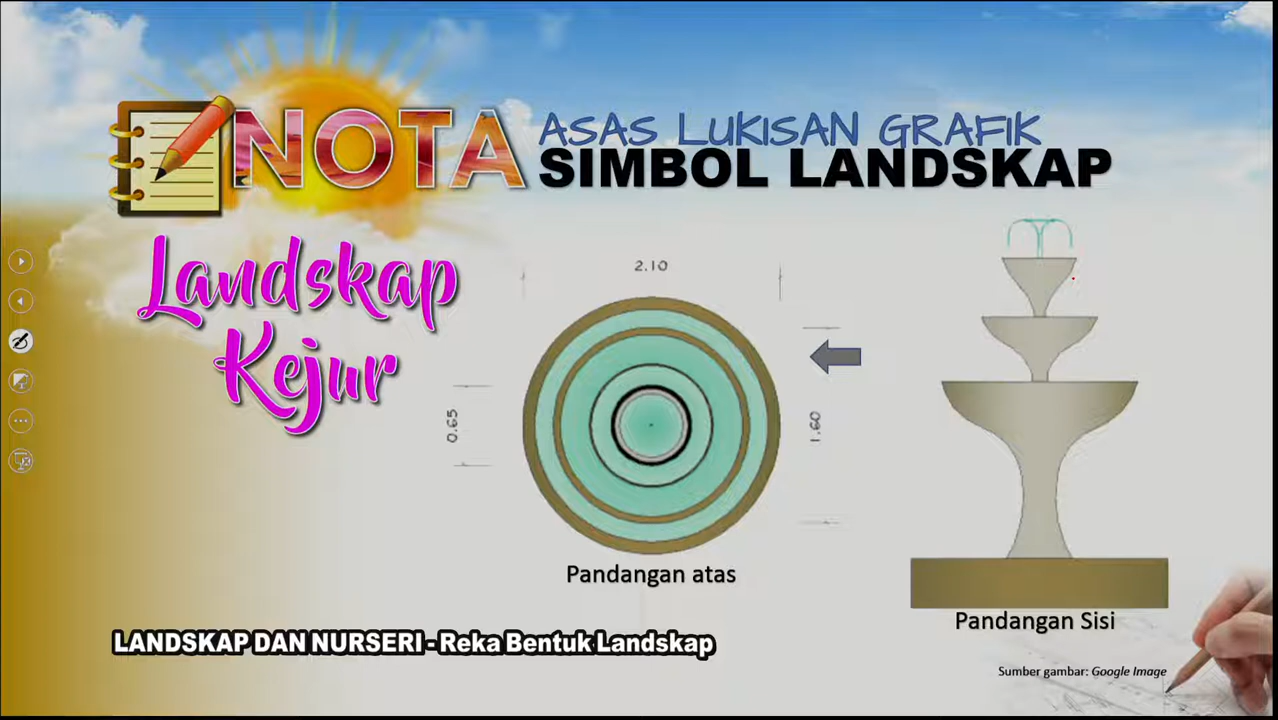 NOTA
ASAS LUKISAN GRAFIK
SIMBOL LANDSKAP
Landskap
Kejur
2.10
0.65
1.60
Pandangan atas
Pandangan Sisi
LANDSKAP DAN NURSERI - Reka Bentuk Landskap
Sumber gambar: Google Image